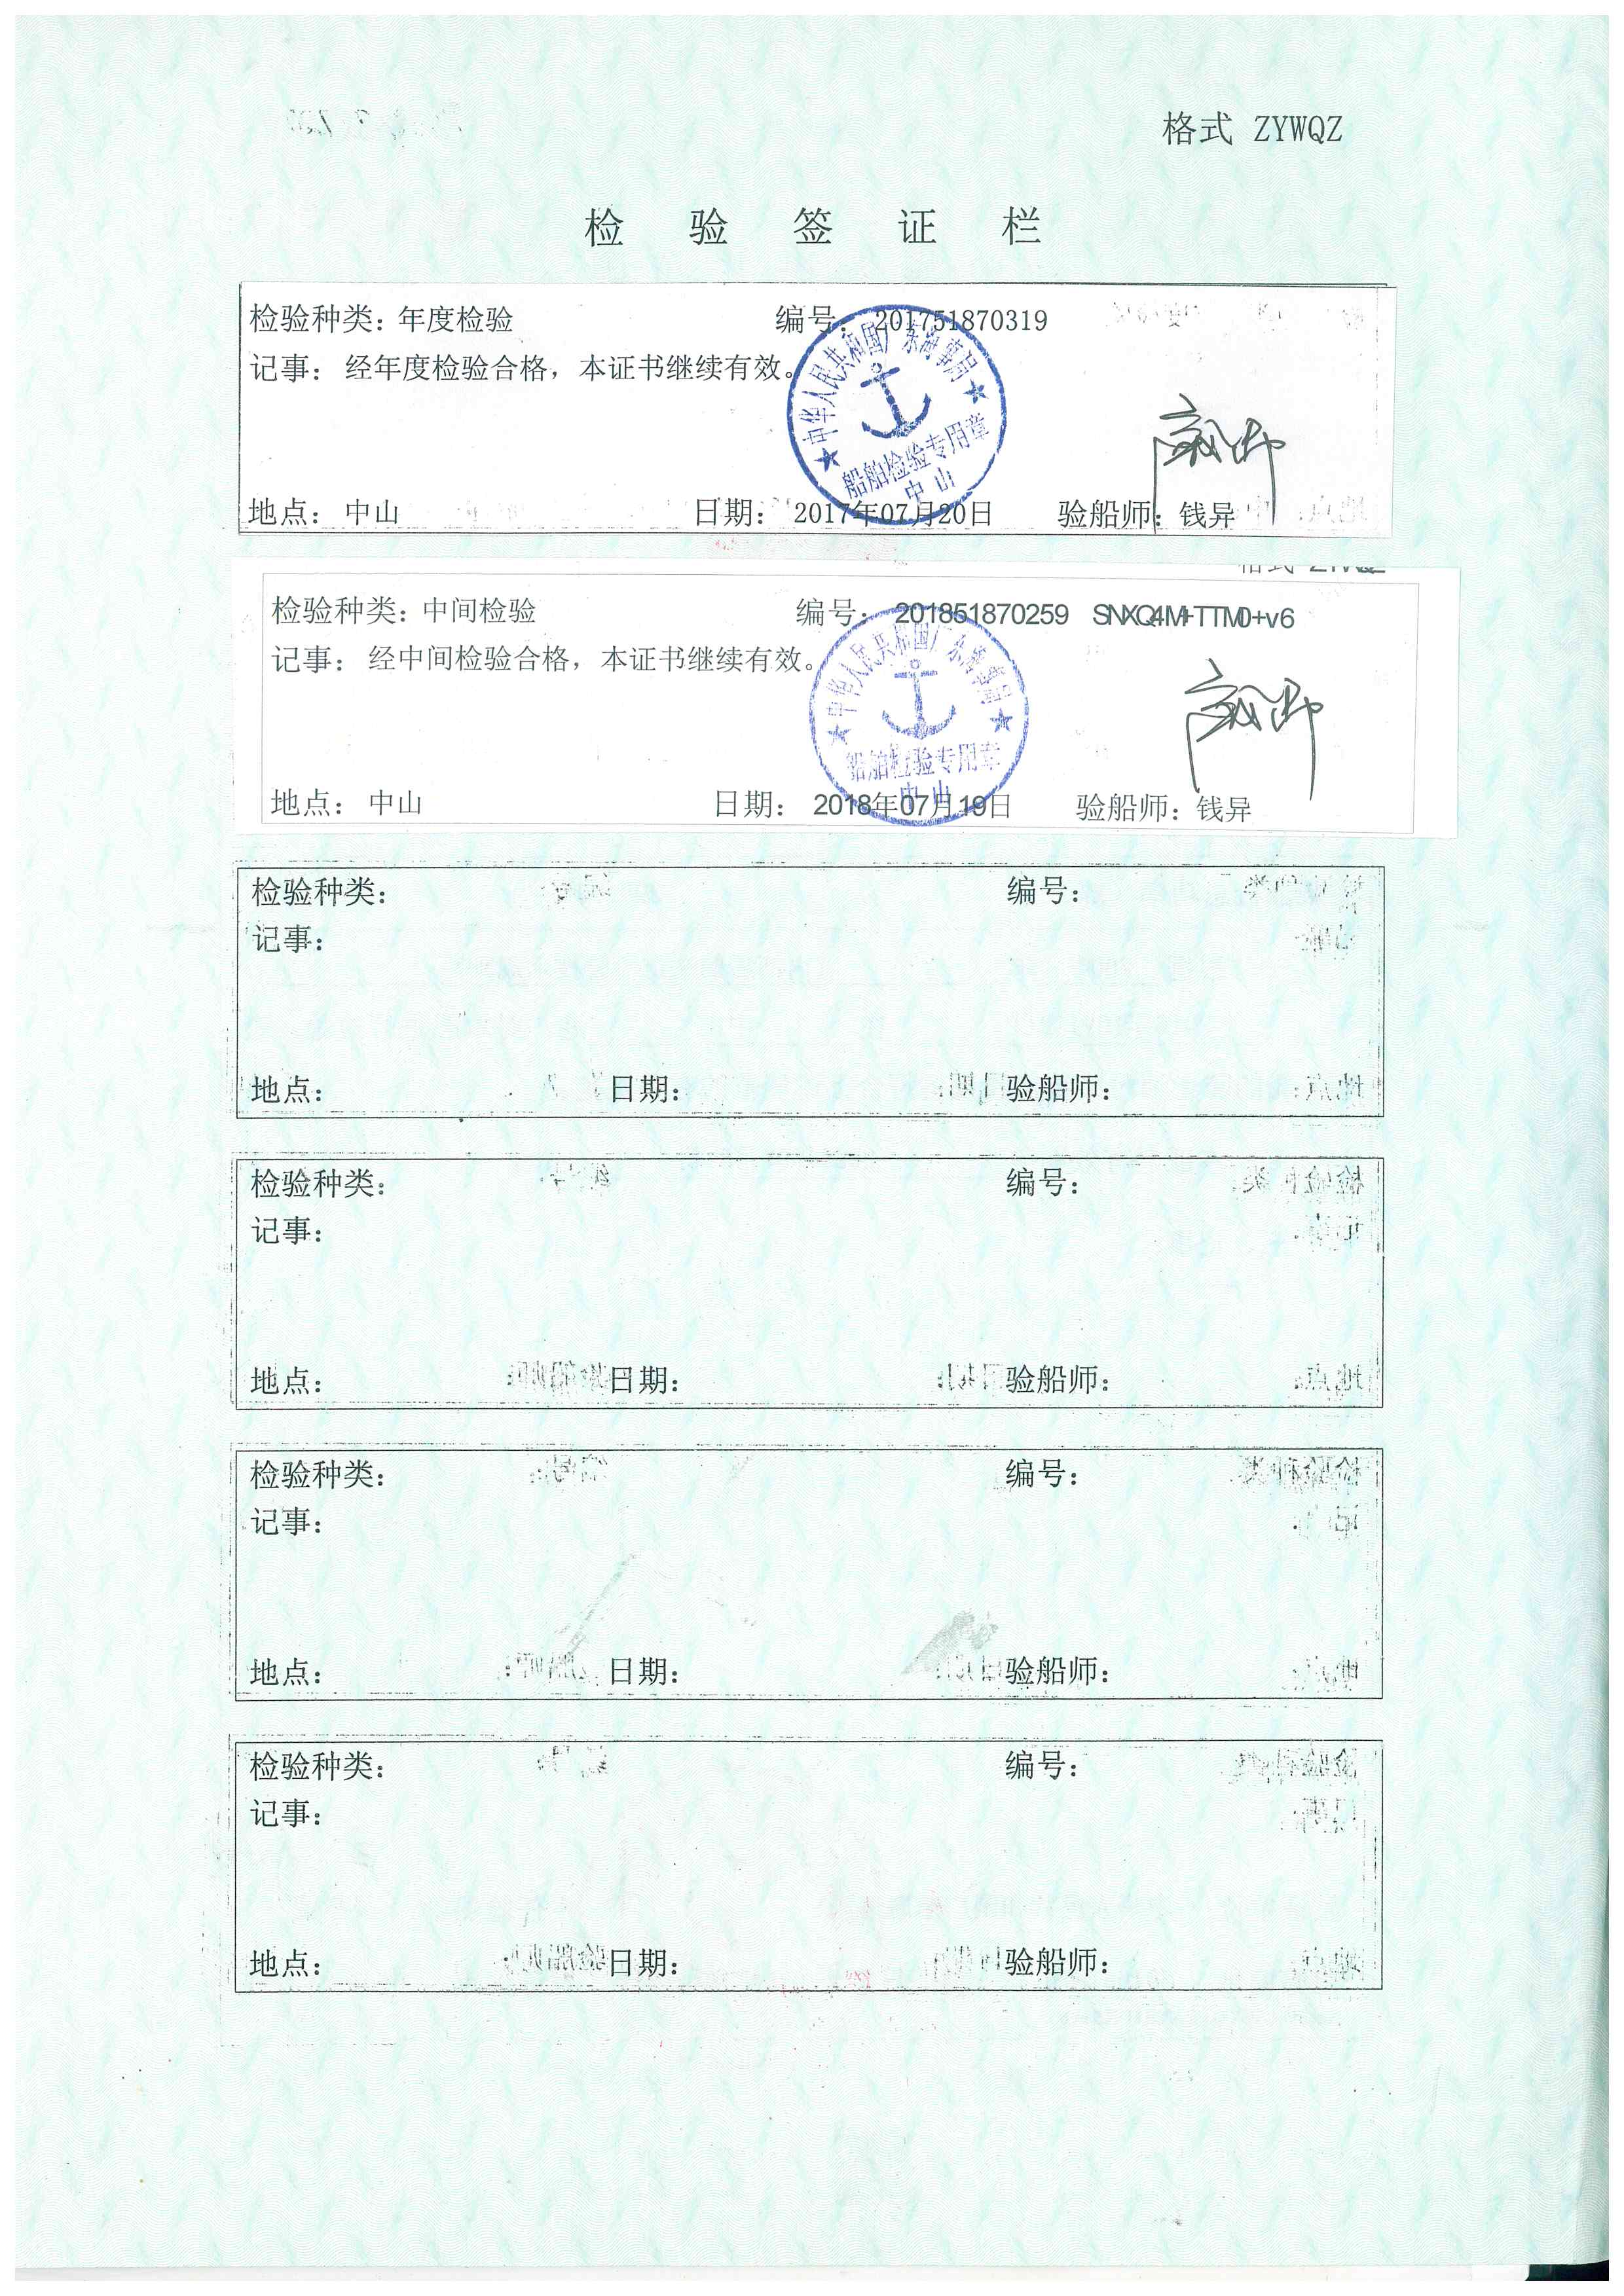 格式 ZYWQZ
检验签证栏
检验种类：年度检验 编号：201751870319
记事：经年度检验合格，本证书继续有效。
中华人民共和国广东海事局
船舶检验专用章
中山
地点：中山 日期：2017年07月20日 验船师：钱异
检验种类：中间检验 编号：201851870259 SNXQ4M+TTM0+v6
记事：经中间检验合格，本证书继续有效。
中华人民共和国广东海事局
船舶检验专用章
中山
地点：中山 日期：2018年07月19日 验船师：钱异
检验种类： 编号：
记事：
地点： 日期： 验船师：
检验种类： 编号：
记事：
地点： 日期： 验船师：
检验种类： 编号：
记事：
地点： 日期： 验船师：
检验种类： 编号：
记事：
地点： 日期： 验船师：